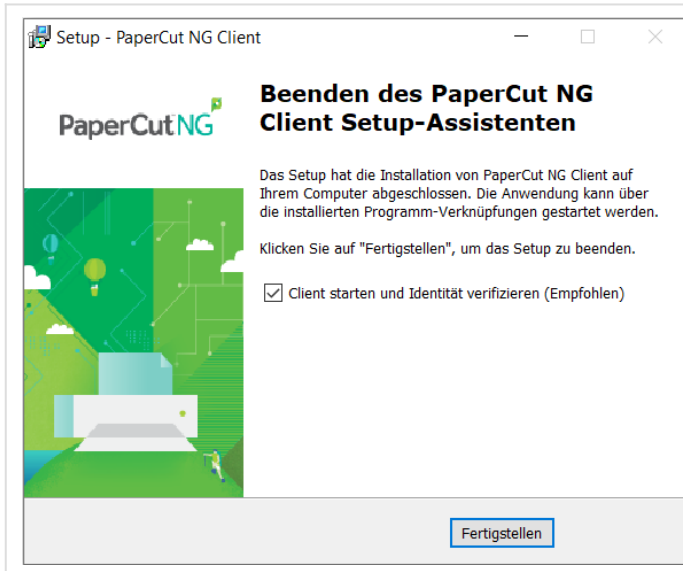 Setup - PaperCut NG Client
PaperCut NG
Beenden des PaperCut NG
Client Setup-Assistenten
Das Setup hat die Installation von PaperCut NG Client auf
Ihrem Computer abgeschlossen. Die Anwendung kann über
die installierten Programm-Verknüpfungen gestartet werden.
Klicken Sie auf "Fertigstellen", um das Setup zu beenden.
Client starten und Identität verifizieren (Empfohlen)
Fertigstellen